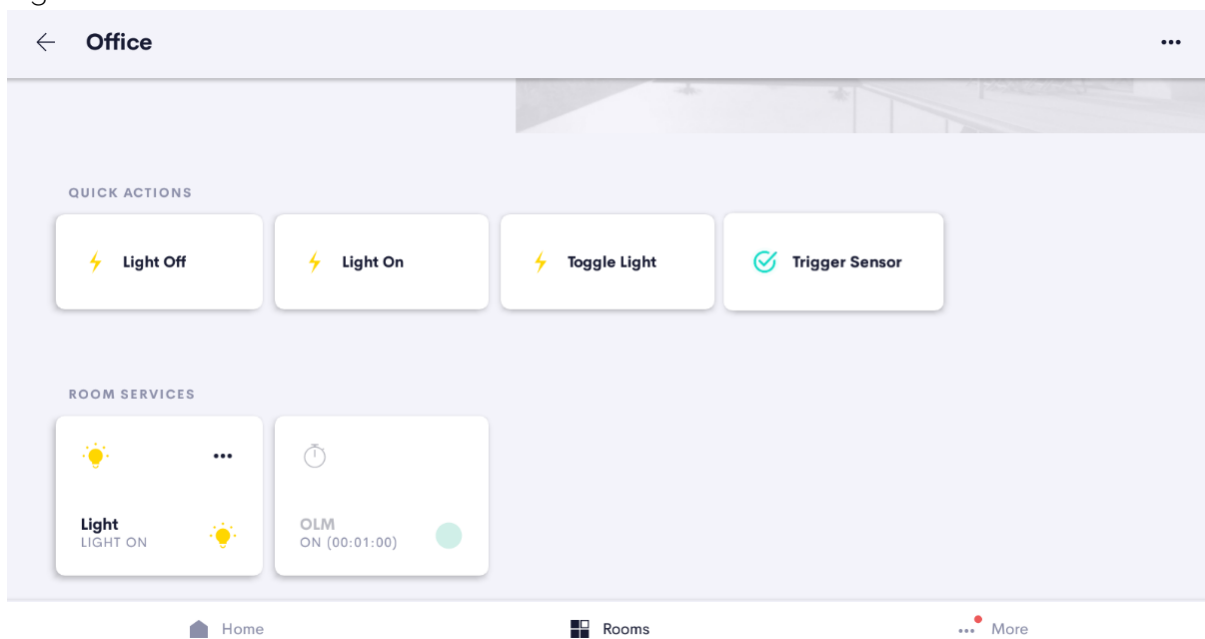 Office
QUICK ACTIONS
Light Off
Light On
Toggle Light
Trigger Sensor
ROOM SERVICES
Light
LIGHT ON
OLM
ON (00:01:00)
Home
Rooms
More